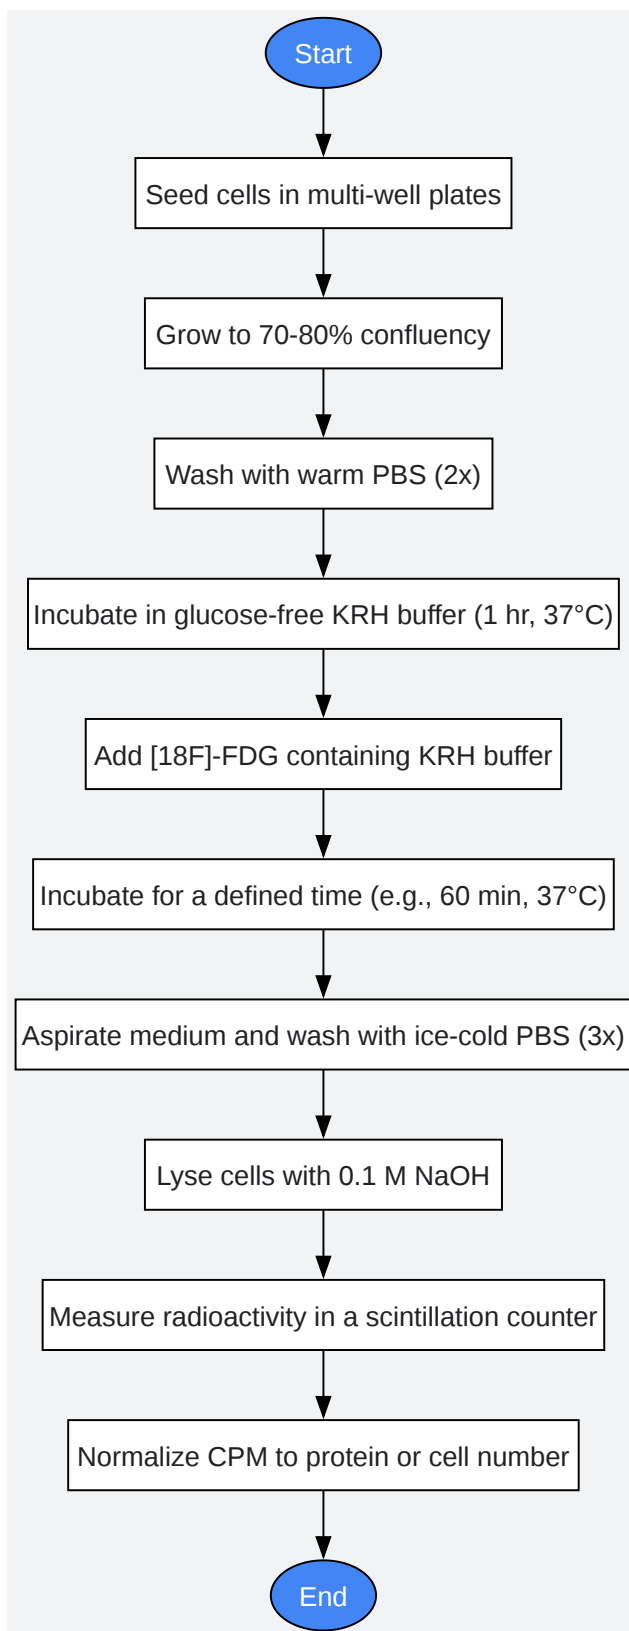 Start
Seed cells in multi-well plates
Grow to 70-80% confluency
Wash with warm PBS (2x)
Incubate in glucose-free KRH buffer (1 hr, 37°C)
Add [18F]-FDG containing KRH buffer
Incubate for a defined time (e.g., 60 min, 37°C)
Aspirate medium and wash with ice-cold PBS (3x)
Lyse cells with 0.1 M NaOH
Measure radioactivity in a scintillation counter
Normalize CPM to protein or cell number
End